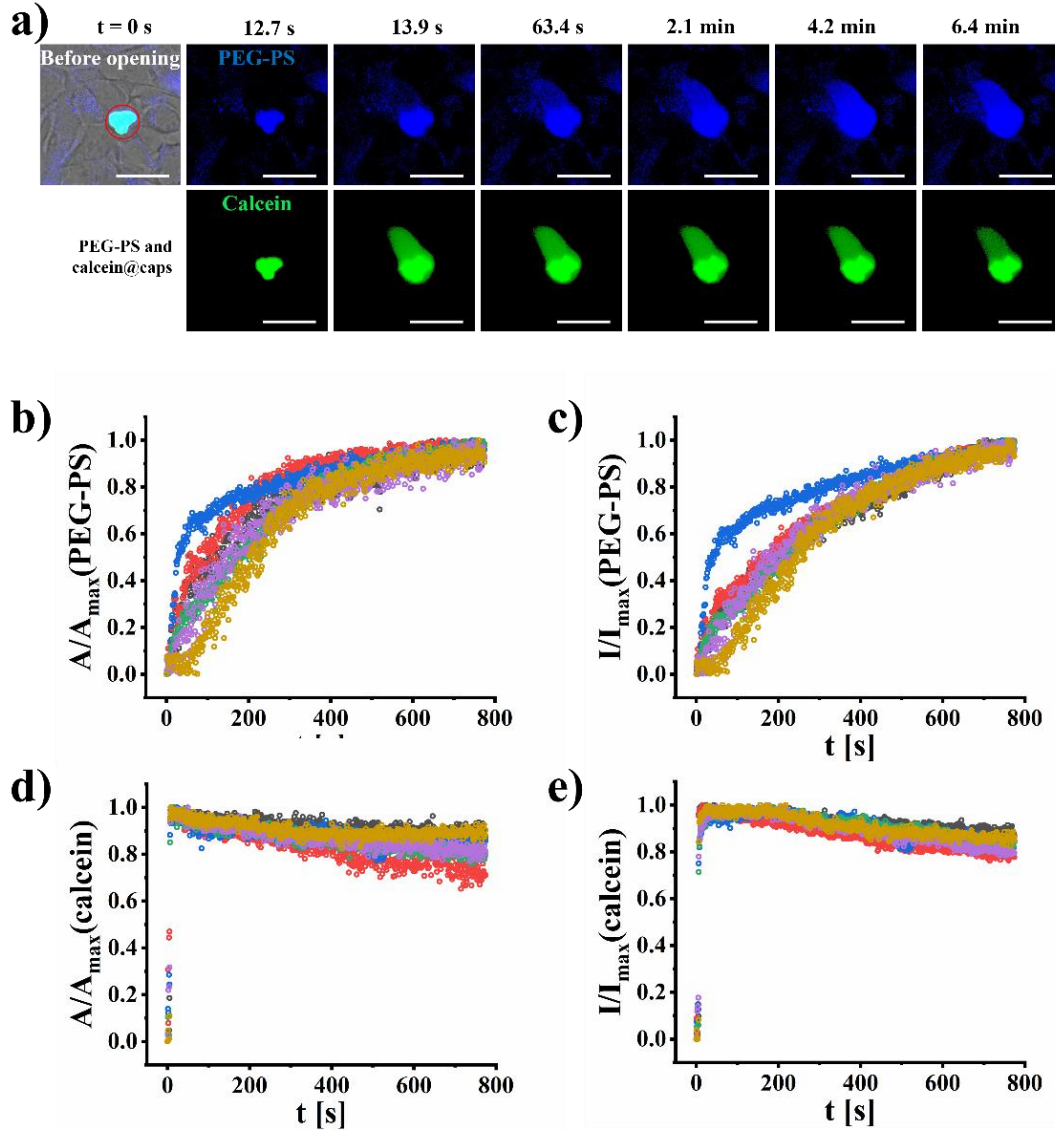 a)
t = 0 s 12.7 s 13.9 s 63.4 s 2.1 min 4.2 min 6.4 min
Before opening PEG-PS
Calcein
PEG-PS and
calcein@caps
b)
A/Amax(PEG-PS)
1.0
0.8
0.6
0.4
0.2
0.0
0 200 400 600 800
c)
I/Imax(PEG-PS)
1.0
0.8
0.6
0.4
0.2
0.0
0 200 400 600 800
t [s]
d)
A/Amax(calcein)
1.0
0.8
0.6
0.4
0.2
0.0
0 200 400 600 800
t [s]
e)
I/Imax(calcein)
1.0
0.8
0.6
0.4
0.2
0.0
0 200 400 600 800
t [s]